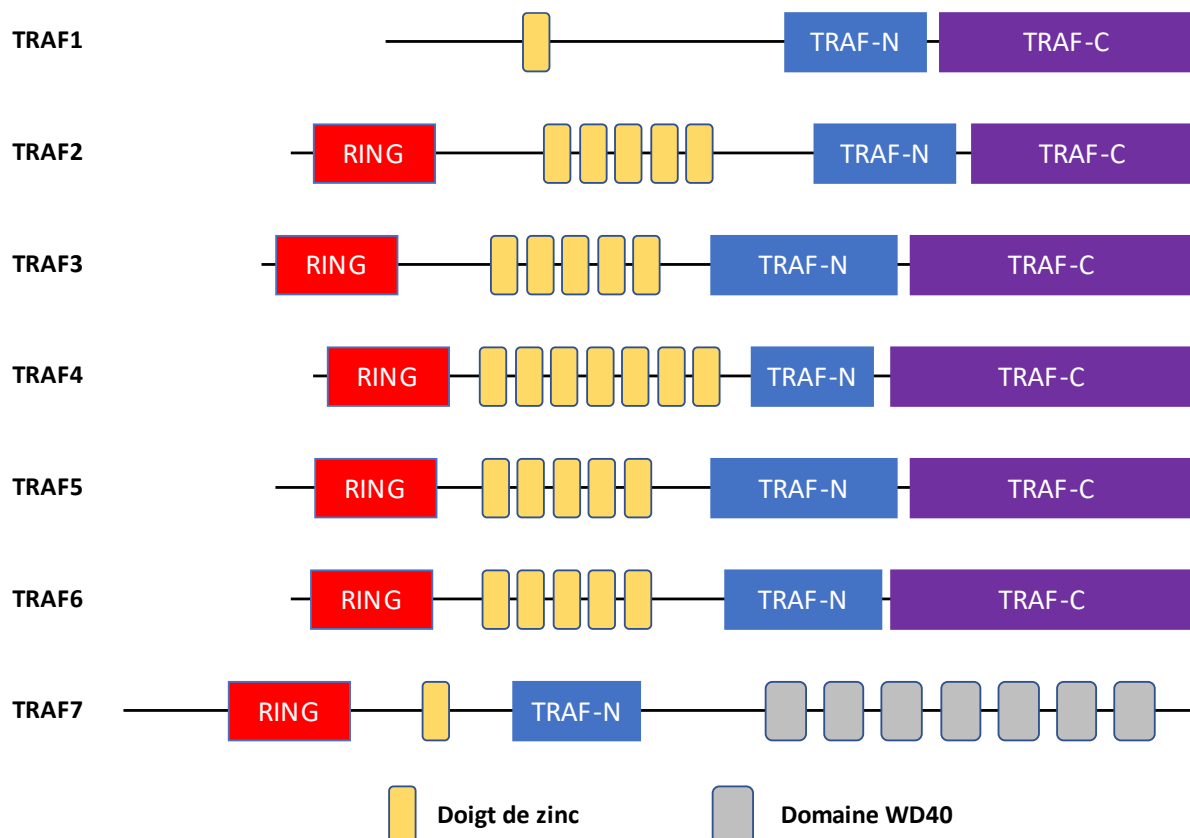 TRAF1 TRAF-N TRAF-C
TRAF2 RING TRAF-N TRAF-C
TRAF3 RING TRAF-N TRAF-C
TRAF4 RING TRAF-N TRAF-C
TRAF5 RING TRAF-N TRAF-C
TRAF6 RING TRAF-N TRAF-C
TRAF7 RING TRAF-N
Doigt de zinc Domaine WD40